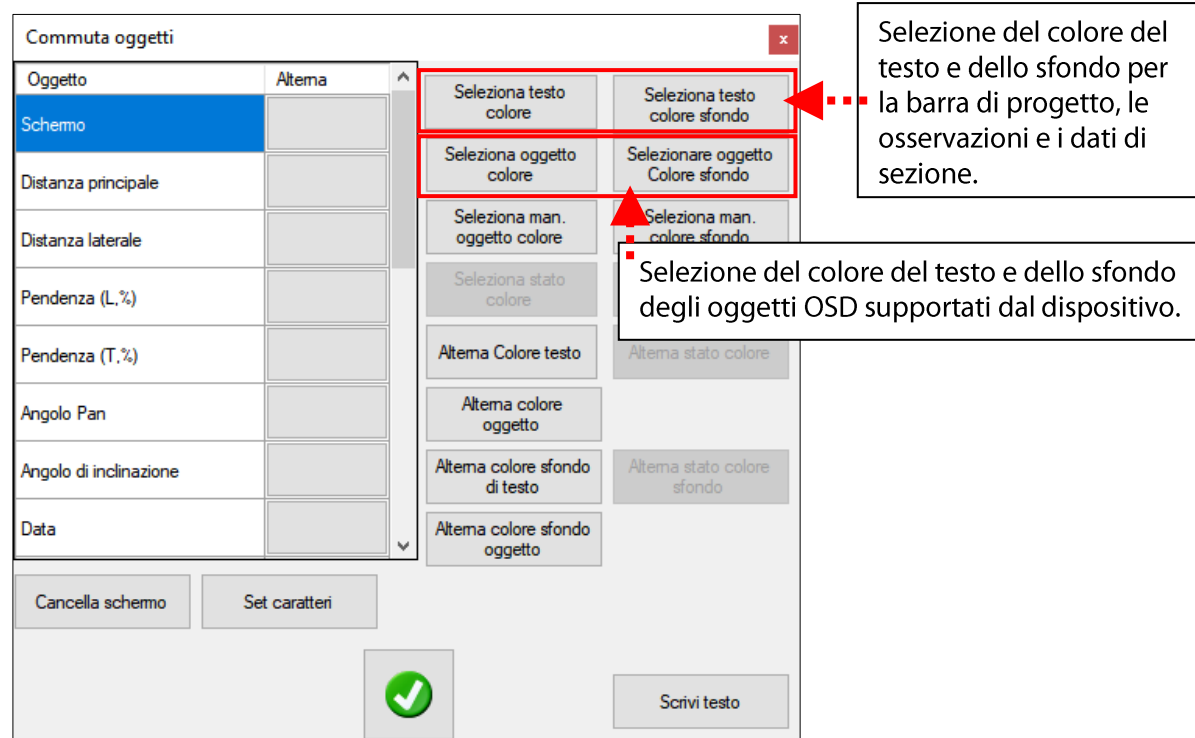 Commuta oggetti
x
Oggetto
Alterna
Schermo
Distanza principale
Distanza laterale
Pendenza (L,%)
Pendenza (T,%)
Angolo Pan
Angolo di inclinazione
Data
Seleziona testo
colore
Seleziona testo
colore sfondo
Seleziona oggetto
colore
Selezionare oggetto
Colore sfondo
Seleziona man.
oggetto colore
Seleziona man.
colore sfondo
Seleziona stato
colore
Alterna Colore testo
Alterna stato colore
Alterna colore
oggetto
Alterna colore sfondo
di testo
Alterna stato colore
sfondo
Alterna colore sfondo
oggetto
Cancella schermo
Set caratteri
Scrivi testo
Selezione del colore del
testo e dello sfondo per
la barra di progetto, le
osservazioni e i dati di
sezione.
Selezione del colore del testo e dello sfondo
degli oggetti OSD supportati dal dispositivo.